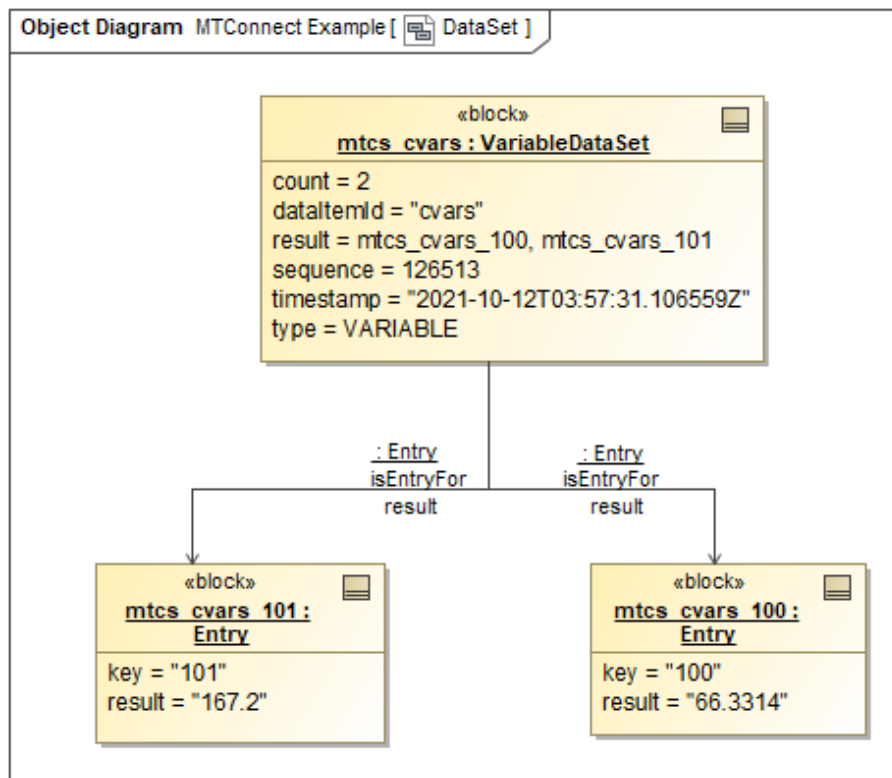 Object Diagram MTConnect Example [ DataSet ]
«block»
mtcs_cvars : VariableDataSet
count = 2
dataItemId = "cvars"
result = mtcs_cvars_100, mtcs_cvars_101
sequence = 126513
timestamp = "2021-10-12T03:57:31.106559Z"
type = VARIABLE
: Entry
isEntryFor
result
: Entry
isEntryFor
result
«block»
mtcs_cvars_101 :
Entry
key = "101"
result = "167.2"
«block»
mtcs_cvars_100 :
Entry
key = "100"
result = "66.3314"